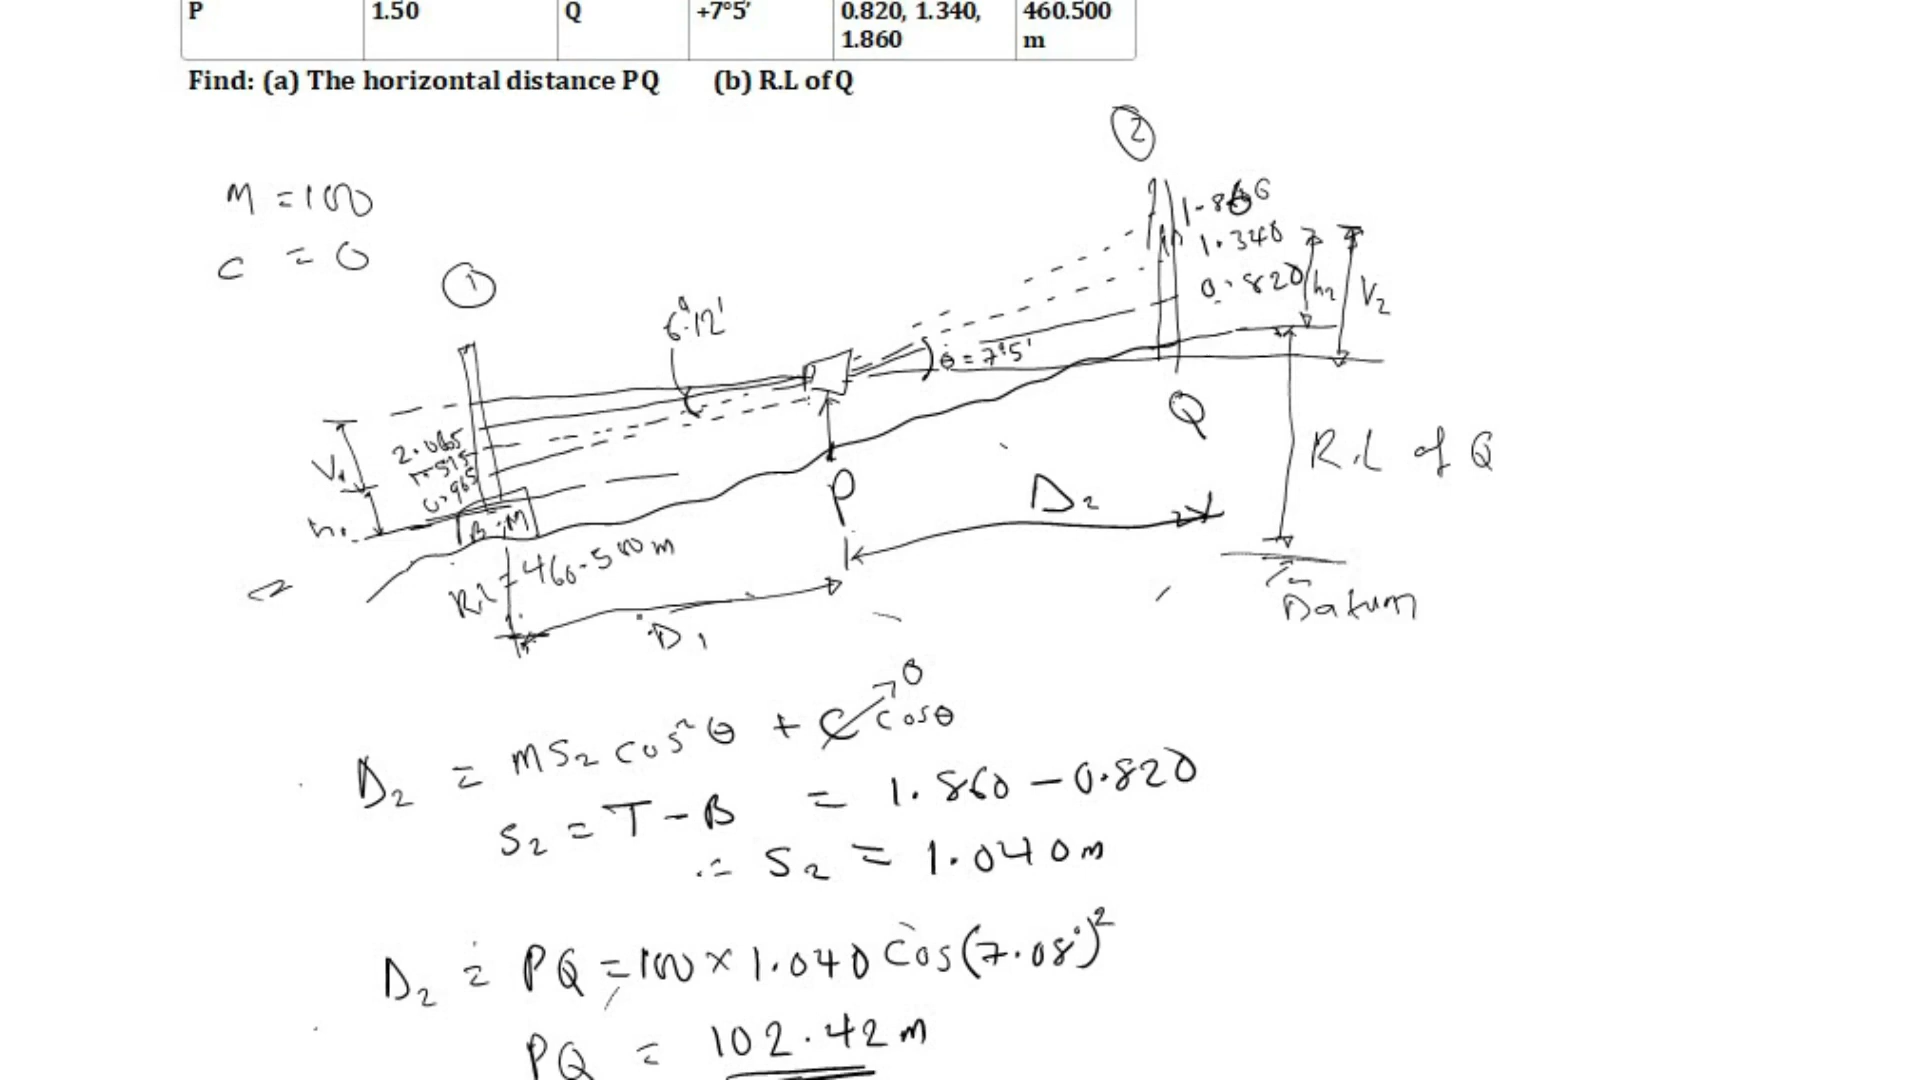 P 1.50 Q +7°5′ 0.820, 1.340, 1.860 460.500 m
Find: (a) The horizontal distance PQ (b) R.L of Q
M = 100
C = 0
①
②
1.860
1.340
0.820
h₂
V₂
6°12'
θ = 7°5'
V₁
2.065
1.515
0.965
h₁
B.M
R.L = 460.500 m
P
Q
D₂
D₁
R.L of Q
Datum
D₂ = MS₂ cos²θ + C cosθ → 0
S₂ = T - B = 1.860 - 0.820
∴ S₂ = 1.040 m
D₂ = PQ = 100 × 1.040 Cos(7.08°)²
PQ = 102.42 m